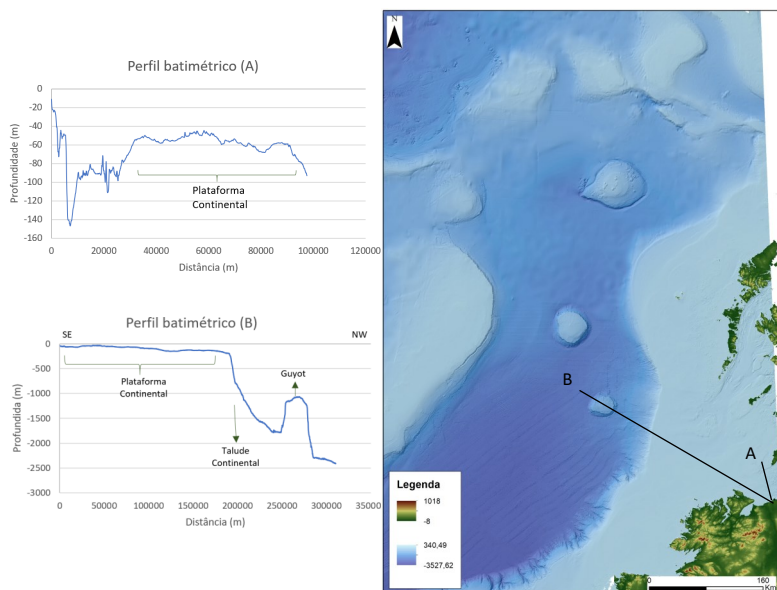 Perfil batimétrico (A)
0
-20
-40
-60
-80
-100
-120
-140
-160
Profundidade (m)
Plataforma
Continental
0 20000 40000 60000 80000 100000 120000
Distância (m)
Perfil batimétrico (B)
SE NW
0
-500
-1000
-1500
-2000
-2500
-3000
Profundida (m)
Plataforma
Continental
Guyot
Talude
Continental
0 50000 100000 150000 200000 250000 300000 35000
Distância (m)
N
B
A
Legenda
1018
-8
340,49
-3527,62
0 160
Km